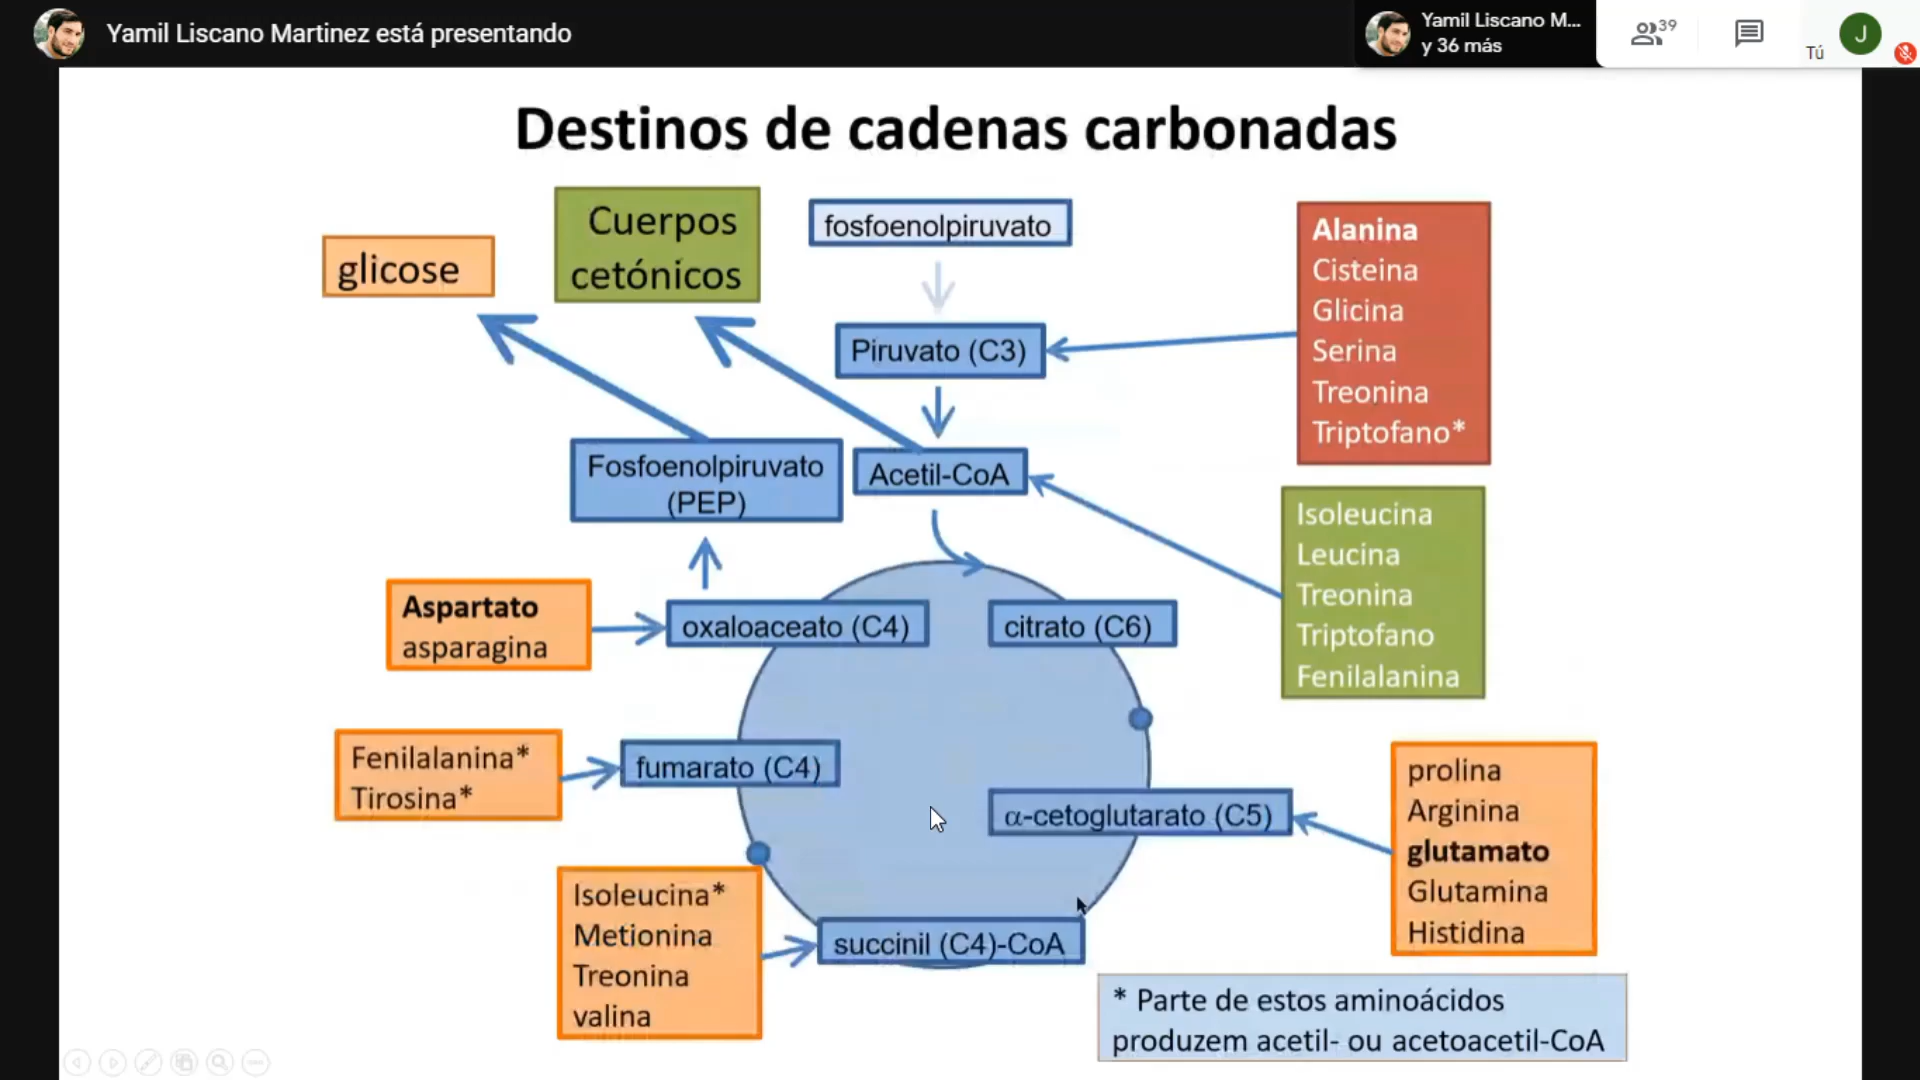 Yamil Liscano Martinez está presentando
Yamil Liscano M...
y 36 más
39
Tú
J
Destinos de cadenas carbonadas
glicose
Cuerpos
cetónicos
fosfoenolpiruvato
Piruvato (C3)
Alanina
Cisteina
Glicina
Serina
Treonina
Triptofano*
Fosfoenolpiruvato
(PEP)
Acetil-CoA
Isoleucina
Leucina
Treonina
Triptofano
Fenilalanina
Aspartato
asparagina
oxaloaceato (C4)
citrato (C6)
Fenilalanina*
Tirosina*
fumarato (C4)
α-cetoglutarato (C5)
prolina
Arginina
glutamato
Glutamina
Histidina
Isoleucina*
Metionina
Treonina
valina
succinil (C4)-CoA
* Parte de estos aminoácidos
produzem acetil- ou acetoacetil-CoA